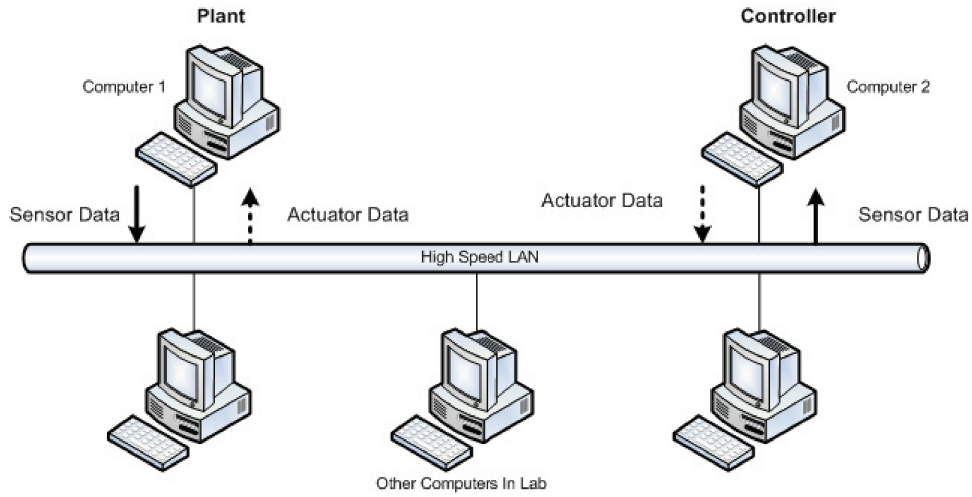 Plant
Controller
Computer 1
Computer 2
Sensor Data
Actuator Data
Actuator Data
Sensor Data
High Speed LAN
Other Computers In Lab